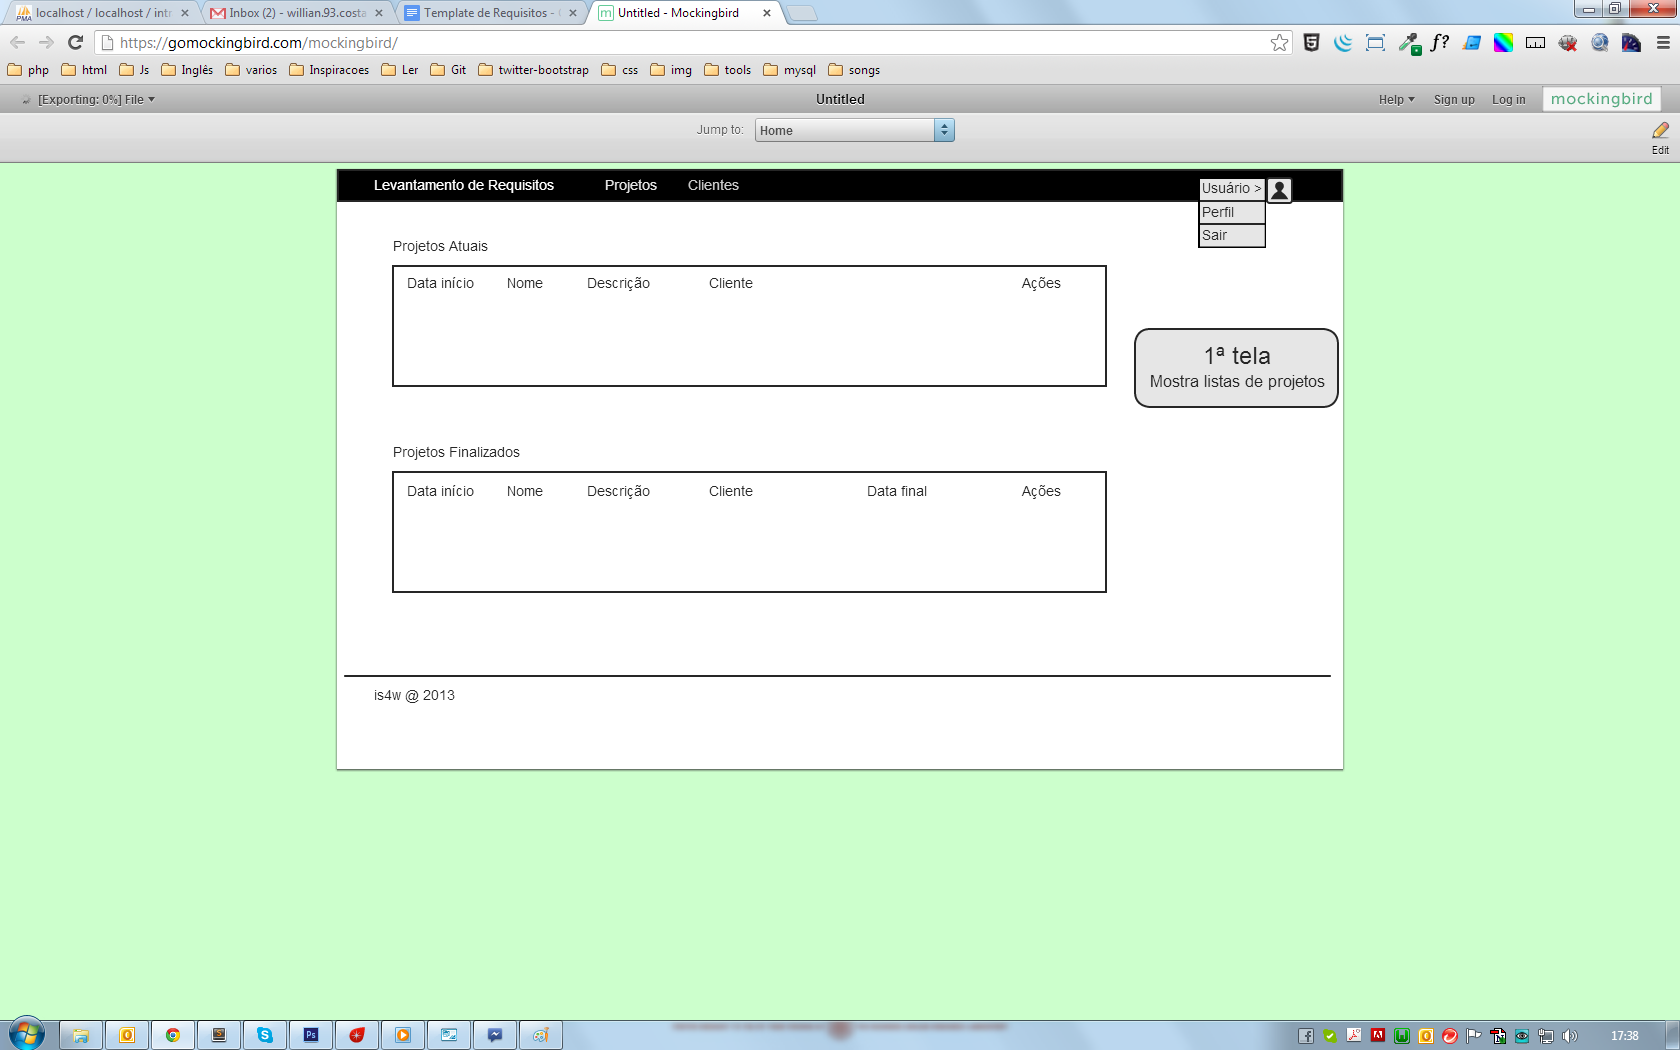 localhost / localhost / intr
Inbox (2) - willian.93.costa
Template de Requisitos -
Untitled - Mockingbird
https://gomockingbird.com/mockingbird/
f?
php html Js Inglês varios Inspiracoes Ler Git twitter-bootstrap css img tools mysql songs
[Exporting: 0%] File
Untitled
Help Sign up Log in mockingbird
Jump to: Home
Edit
Levantamento de Requisitos Projetos Clientes
Usuário >
Perfil
Sair
Projetos Atuais
Data início Nome Descrição Cliente Ações
1ª tela
Mostra listas de projetos
Projetos Finalizados
Data início Nome Descrição Cliente Data final Ações
is4w @ 2013
17:38